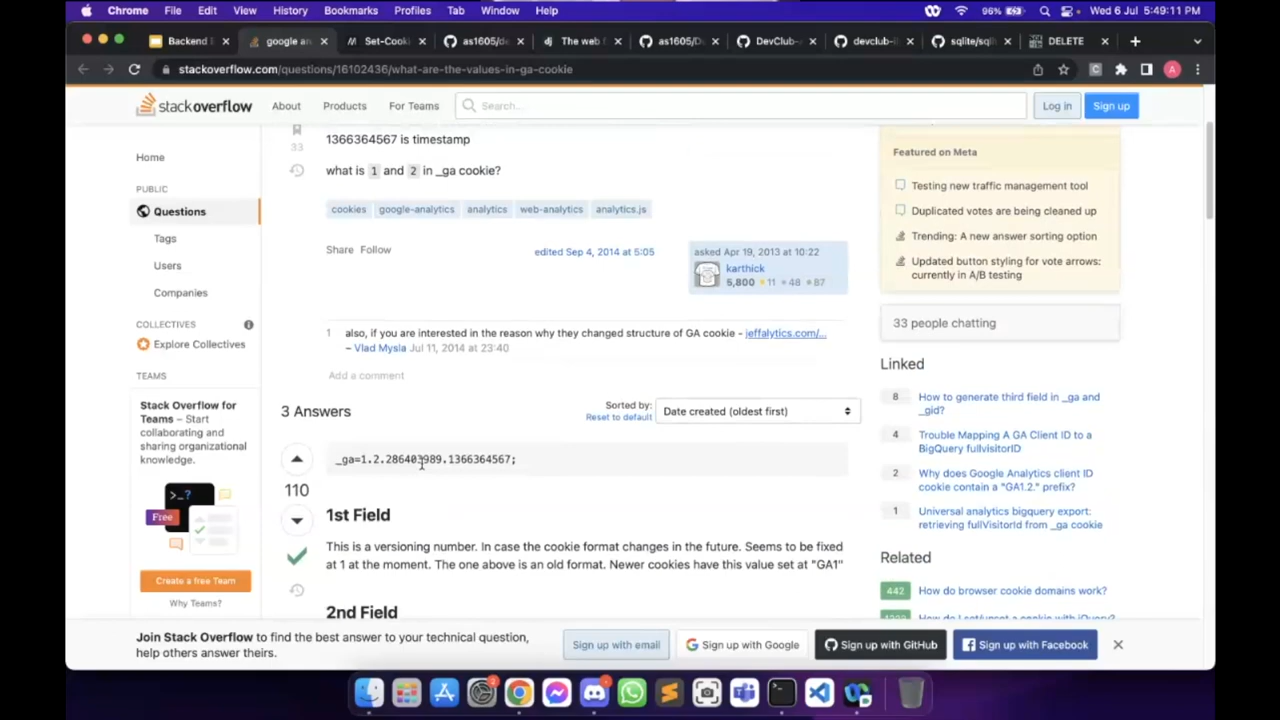 Chrome File Edit View History Bookmarks Profiles Tab Window Help 96% Wed 6 Jul 5:49:11 PM
Backend google an Set-Cook as1605/de The web as1605/D DevClub- devclub-i sqlite/sqli DELETE
stackoverflow.com/questions/16102436/what-are-the-values-in-ga-cookie
stackoverflow About Products For Teams Search... Log in Sign up
Home
PUBLIC
Questions
Tags
Users
Companies
COLLECTIVES
Explore Collectives
TEAMS
Stack Overflow for
Teams – Start
collaborating and
sharing organizational
knowledge.
>_?
Free
Create a free Team
Why Teams?
33
1366364567 is timestamp
what is 1 and 2 in _ga cookie?
cookies google-analytics analytics web-analytics analytics.js
Share Follow
edited Sep 4, 2014 at 5:05
asked Apr 19, 2013 at 10:22
karthick
5,800 11 48 87
1 also, if you are interested in the reason why they changed structure of GA cookie - jeffalytics.com/...
– Vlad Mysla Jul 11, 2014 at 23:40
Add a comment
3 Answers
Sorted by:
Reset to default
Date created (oldest first)
_ga=1.2.286403989.1366364567;
110
1st Field
This is a versioning number. In case the cookie format changes in the future. Seems to be fixed
at 1 at the moment. The one above is an old format. Newer cookies have this value set at "GA1"
2nd Field
Featured on Meta
Testing new traffic management tool
Duplicated votes are being cleaned up
Trending: A new answer sorting option
Updated button styling for vote arrows:
currently in A/B testing
33 people chatting
Linked
8 How to generate third field in _ga and
_gid?
4 Trouble Mapping A GA Client ID to a
BigQuery fullvisitorID
2 Why does Google Analytics client ID
cookie contain a "GA1.2." prefix?
1 Universal analytics bigquery export:
retrieving fullVisitorId from _ga cookie
Related
442 How do browser cookie domains work?
How do I set/unset a cookie with jQuery?
Join Stack Overflow to find the best answer to your technical question,
help others answer theirs.
Sign up with email Sign up with Google Sign up with GitHub Sign up with Facebook